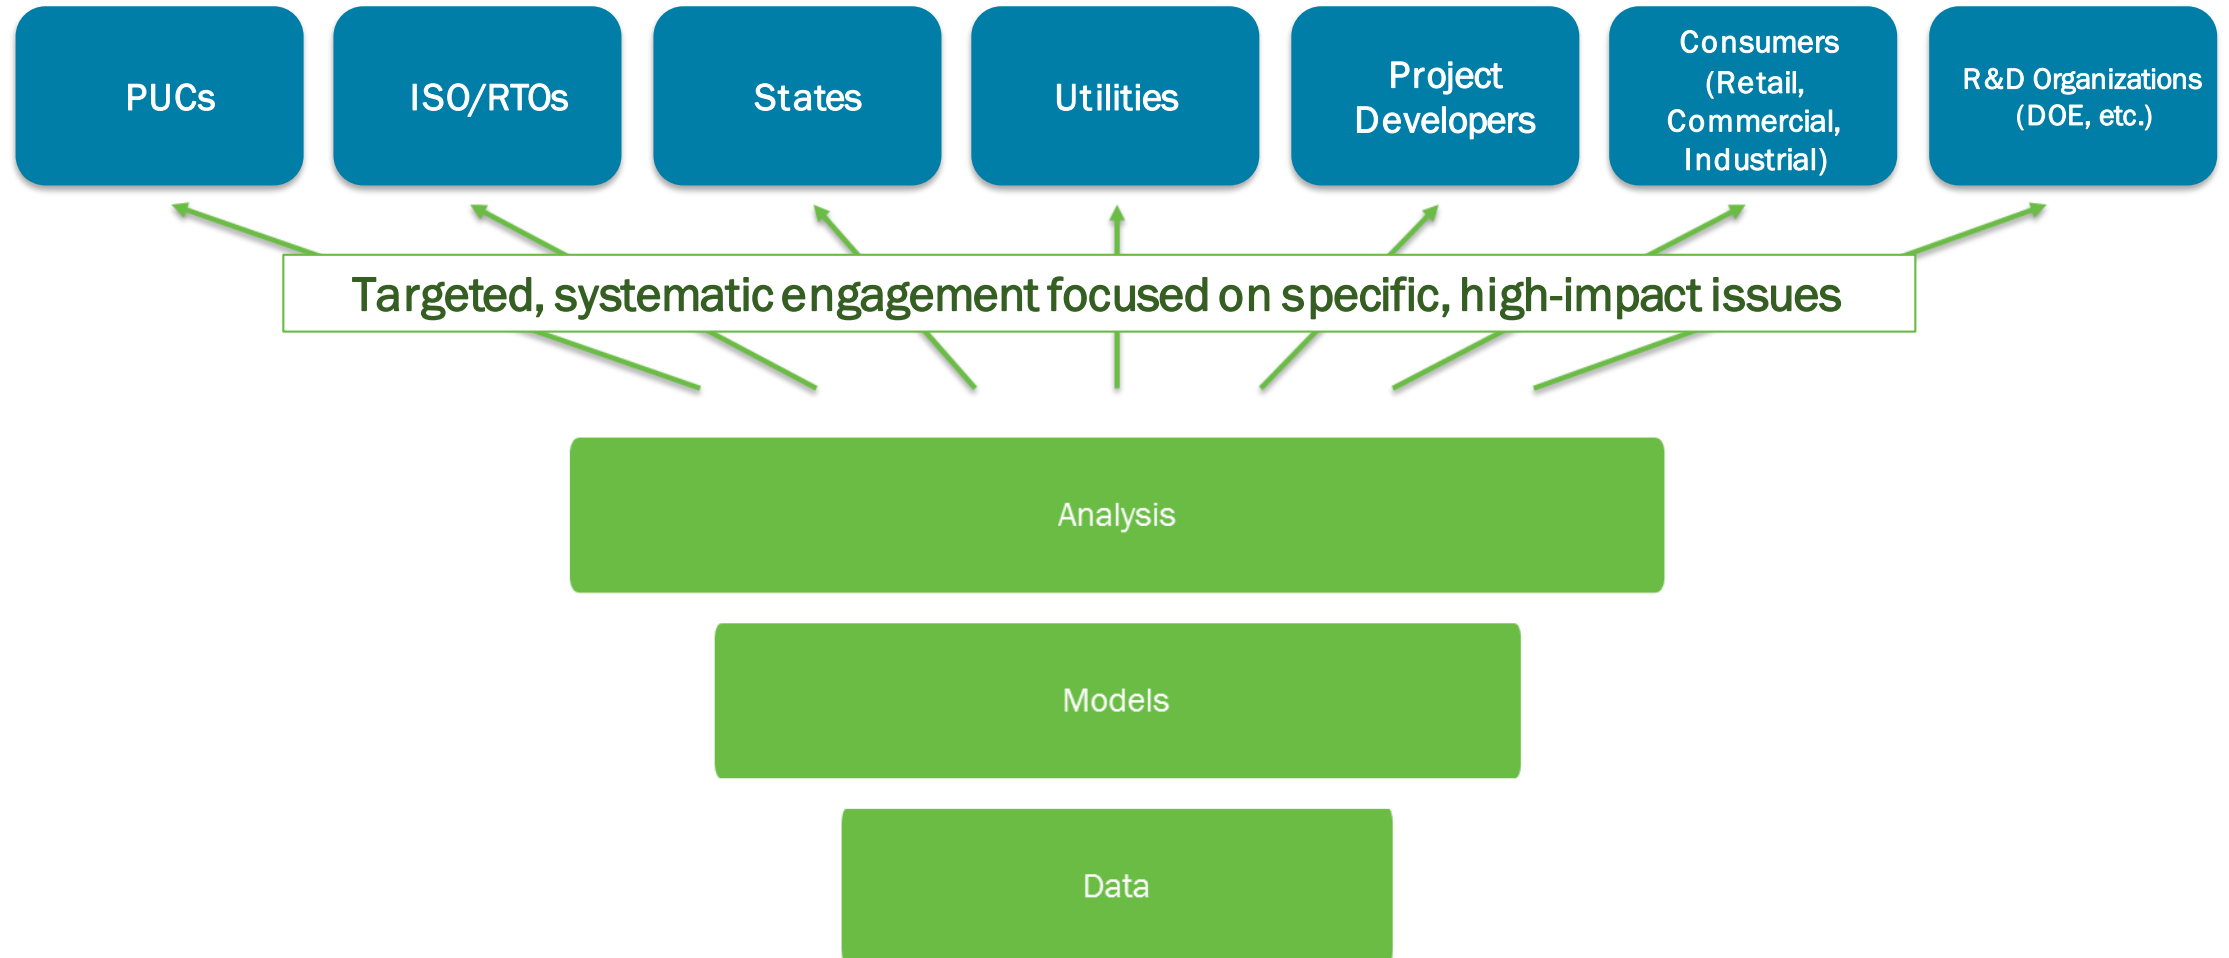 PUCs
ISO/RTOs
States
Utilities
Project
Developers
Consumers
(Retail,
Commercial,
Industrial)
R&D Organizations
(DOE, etc.)
Targeted, systematic engagement focused on specific, high-impact issues
Analysis
Models
Data